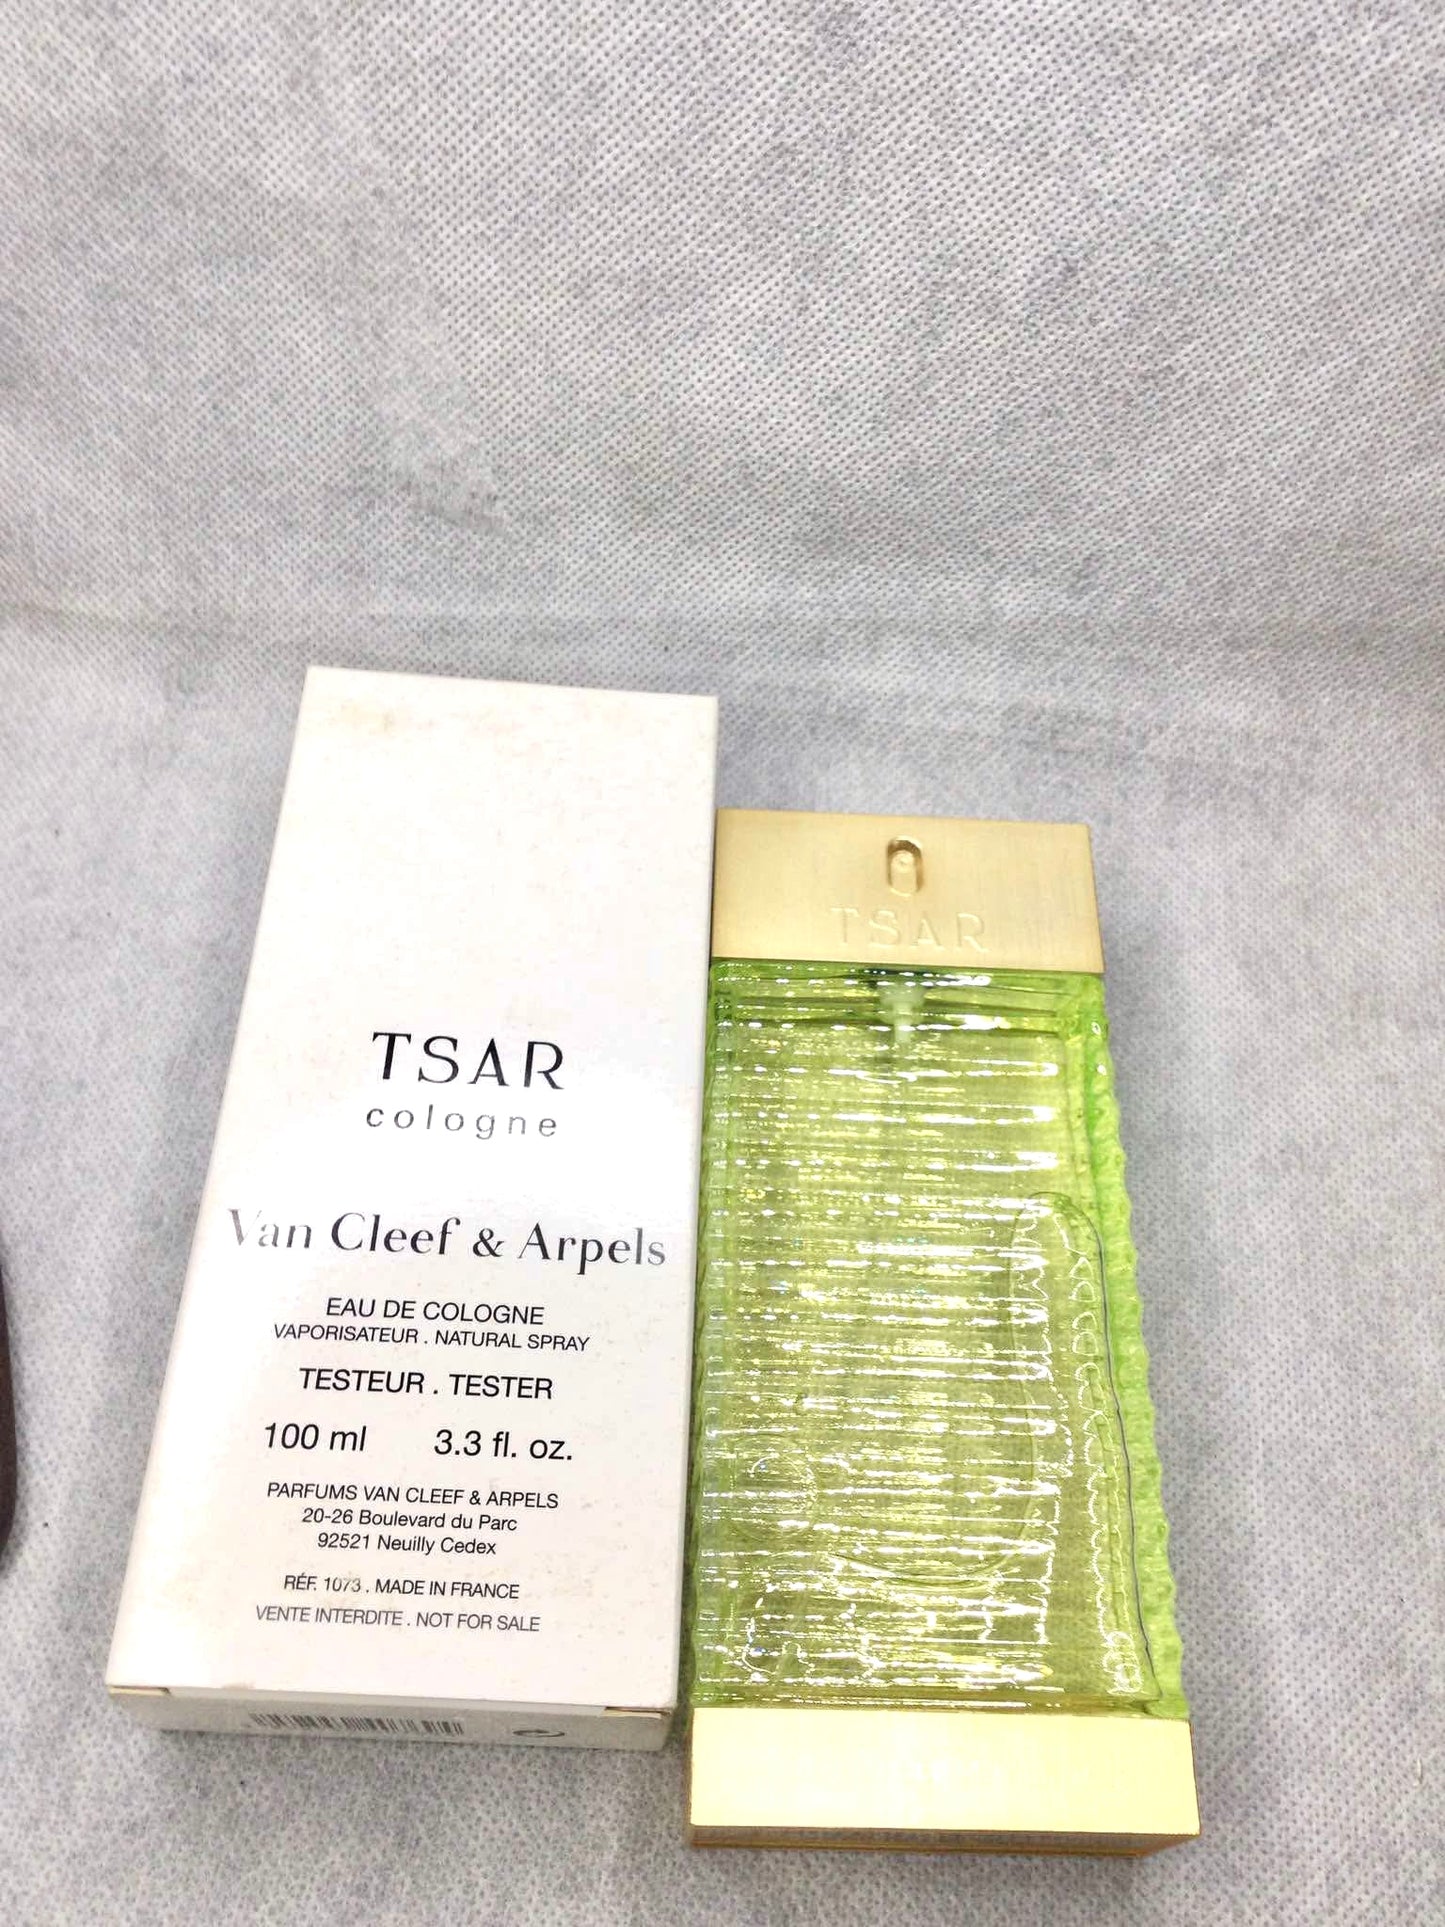 TSAR
cologne
Van Cleef & Arpels
EAU DE COLOGNE
VAPORISATEUR . NATURAL SPRAY
TESTEUR . TESTER
100 ml 3.3 fl. oz.
PARFUMS VAN CLEEF & ARPELS
20-26 Boulevard du Parc
92521 Neuilly Cedex
RÉF. 1073 . MADE IN FRANCE
VENTE INTERDITE . NOT FOR SALE
TSAR